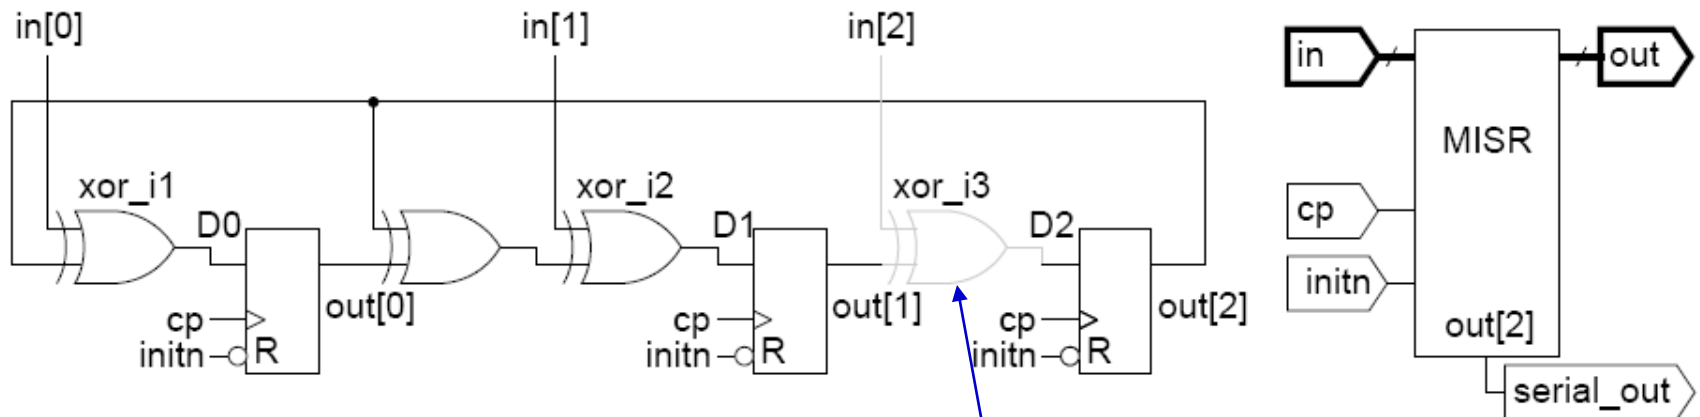 in[0]
in[1]
in[2]
xor_i1
xor_i2
xor_i3
D0
D1
D2
out[0]
out[1]
out[2]
cp
cp
cp
initn
R
initn
R
initn
R
in
out
MISR
cp
initn
out[2]
serial_out